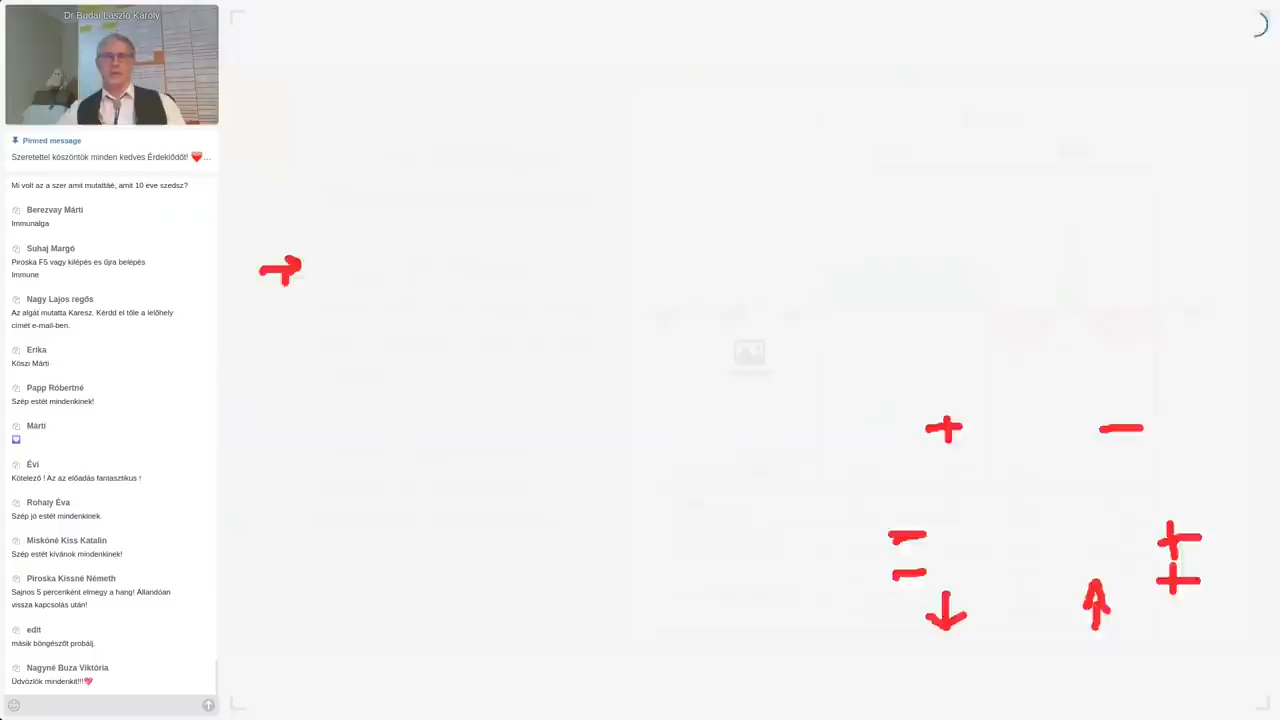 Dr Budai László Károly
Pinned message
Szeretettel köszöntök minden kedves Érdeklődőt! ❤️...
Mi volt az a szer amit mutattáé, amit 10 eve szedsz?
Berezvay Márti
Immunalga
Suhaj Margó
Piroska F5 vagy kilépés es űjra belépés
Immune
Nagy Lajos regős
Az algát mutatta Karesz. Kérdd el tőle a lelőhely
címét e-mail-ben.
Erika
Köszi Márti
Papp Róbertné
Szép estét mindenkinek!
Márti
💟
Évi
Kötelező ! Az az előadás fantasztikus !
Rohaly Éva
Szép jó estét mindenkinek.
Miskóné Kiss Katalin
Szép estét kívánok mindenkinek!
Piroska Kissné Németh
Sajnos 5 percenként elmegy a hang! Állandóan
vissza kapcsolás után!
edit
másik böngészőt probálj.
Nagyné Buza Viktória
Üdvözlök mindenkit!!!💖
+ −
− +
− +